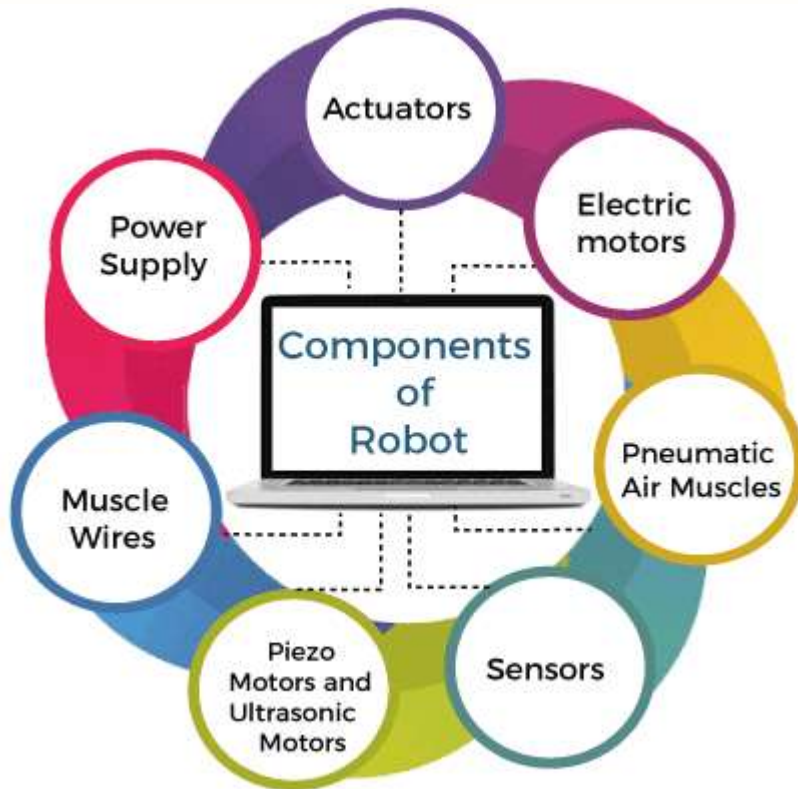 Actuators
Electric
motors
Pneumatic
Air Muscles
Sensors
Piezo
Motors and
Ultrasonic
Motors
Muscle
Wires
Power
Supply
Components
of
Robot